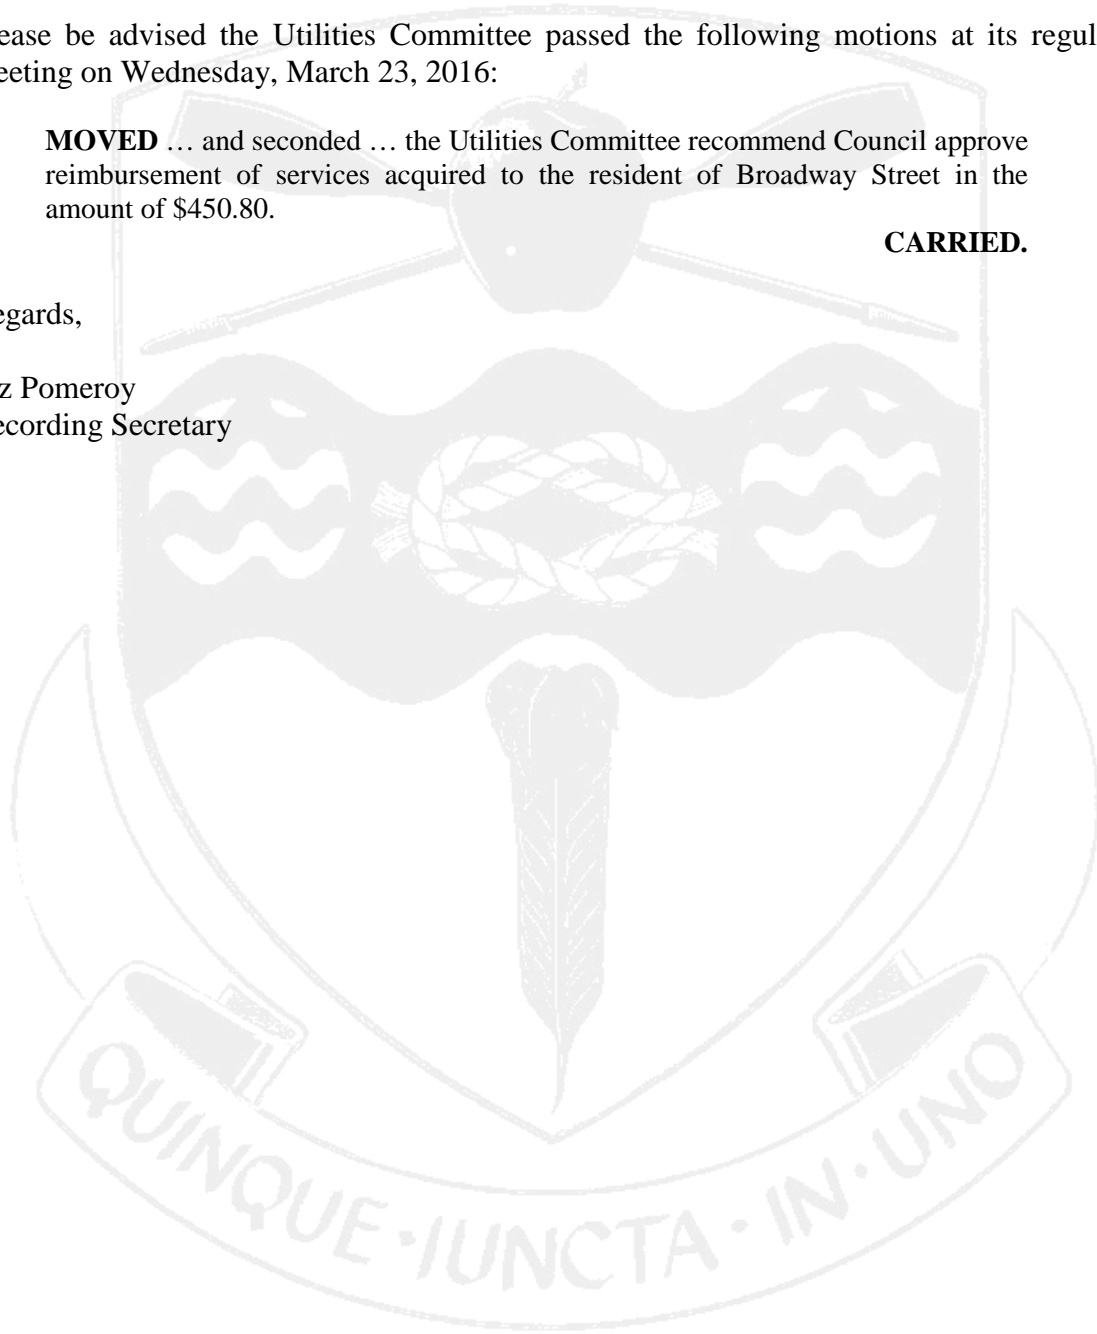 ease be advised the Utilities Committee passed the following motions at its regul
eeting on Wednesday, March 23, 2016:
MOVED … and seconded … the Utilities Committee recommend Council approve
reimbursement of services acquired to the resident of Broadway Street in the
amount of $450.80.
CARRIED.
egards,
z Pomeroy
ecording Secretary
QUINQUE·IUNCTA·IN·UNO